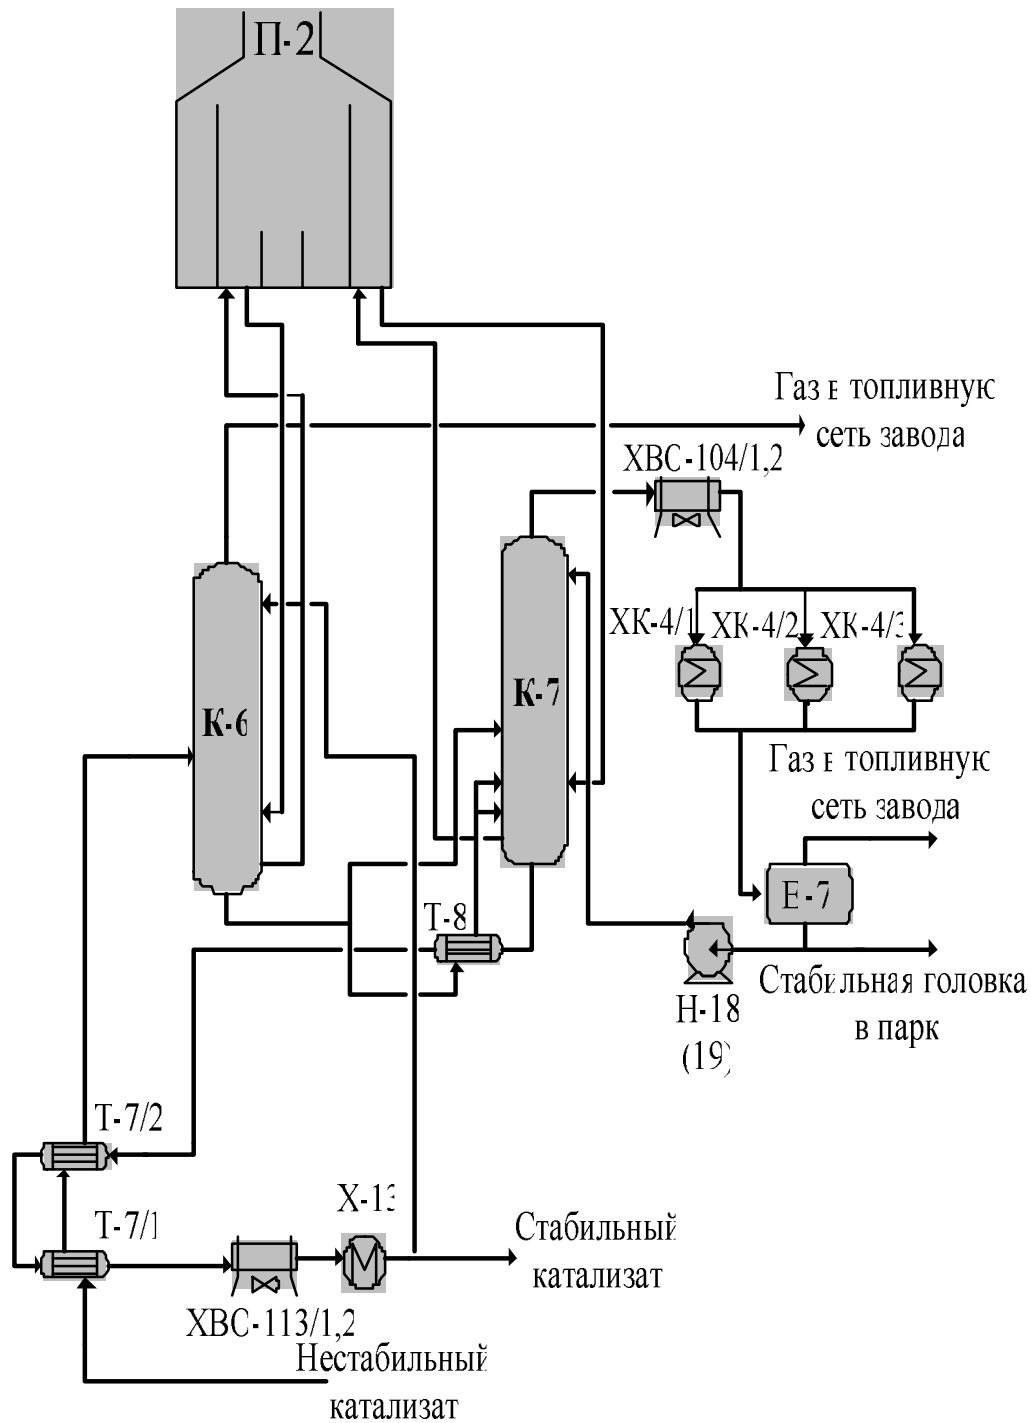 П-2
Газ в топливную
сеть завода
ХВС-104/1,2
ХК-4/1
ХК-4/2
ХК-4/3
К-7
К-6
Газ в топливную
сеть завода
Е-7
Т-8
Стабильная головка
в парк
Н-18
(19)
Т-7/2
Х-13
Т-7/1
Стабильный
катализат
ХВС-113/1,2
Нестабильный
катализат